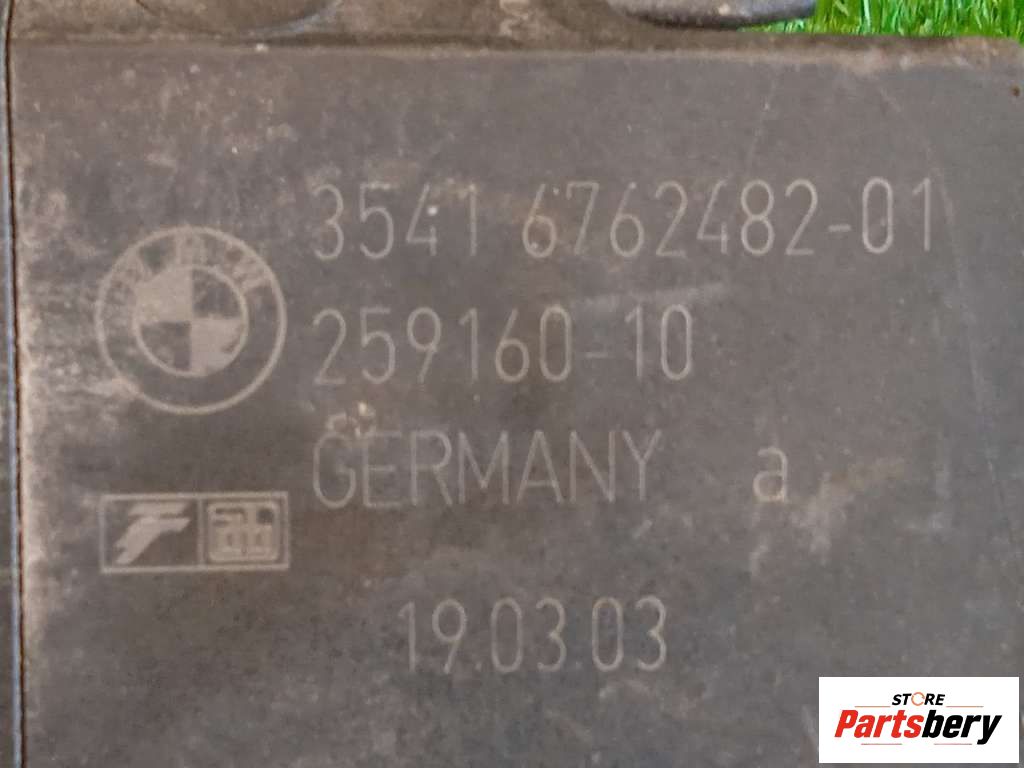 3541 6762482-01
259160-10
GERMANY a
19.03.03
STORE
Partsbery